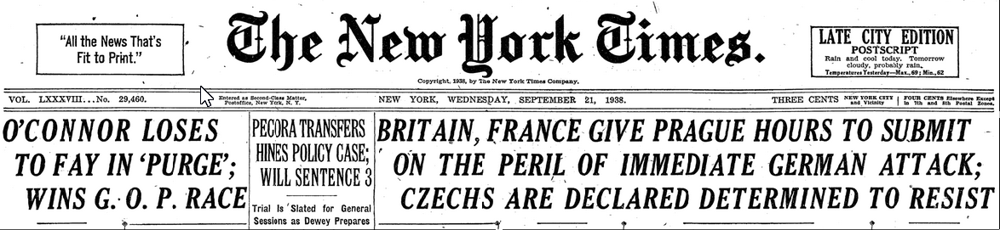 "All the News That's
Fit to Print."
The New York Times.
LATE CITY EDITION
POSTSCRIPT
Rain and cool today. Tomorrow
cloudy, probably rain.
Temperatures Yesterday—Max., 69; Min., 62
Copyright, 1938, by The New York Times Company.
VOL. LXXXVIII...No. 29,460.
Entered as Second-Class Matter,
Postoffice, New York, N. Y.
NEW YORK, WEDNESDAY, SEPTEMBER 21, 1938.
THREE CENTS
NEW YORK CITY
and Vicinity
FOUR CENTS Elsewhere Except
in 7th and 8th Postal Zones.
O'CONNOR LOSES
TO FAY IN 'PURGE';
WINS G. O. P. RACE
PECORA TRANSFERS
HINES POLICY CASE;
WILL SENTENCE 3
Trial Is Slated for General
Sessions as Dewey Prepares
BRITAIN, FRANCE GIVE PRAGUE HOURS TO SUBMIT
ON THE PERIL OF IMMEDIATE GERMAN ATTACK;
CZECHS ARE DECLARED DETERMINED TO RESIST